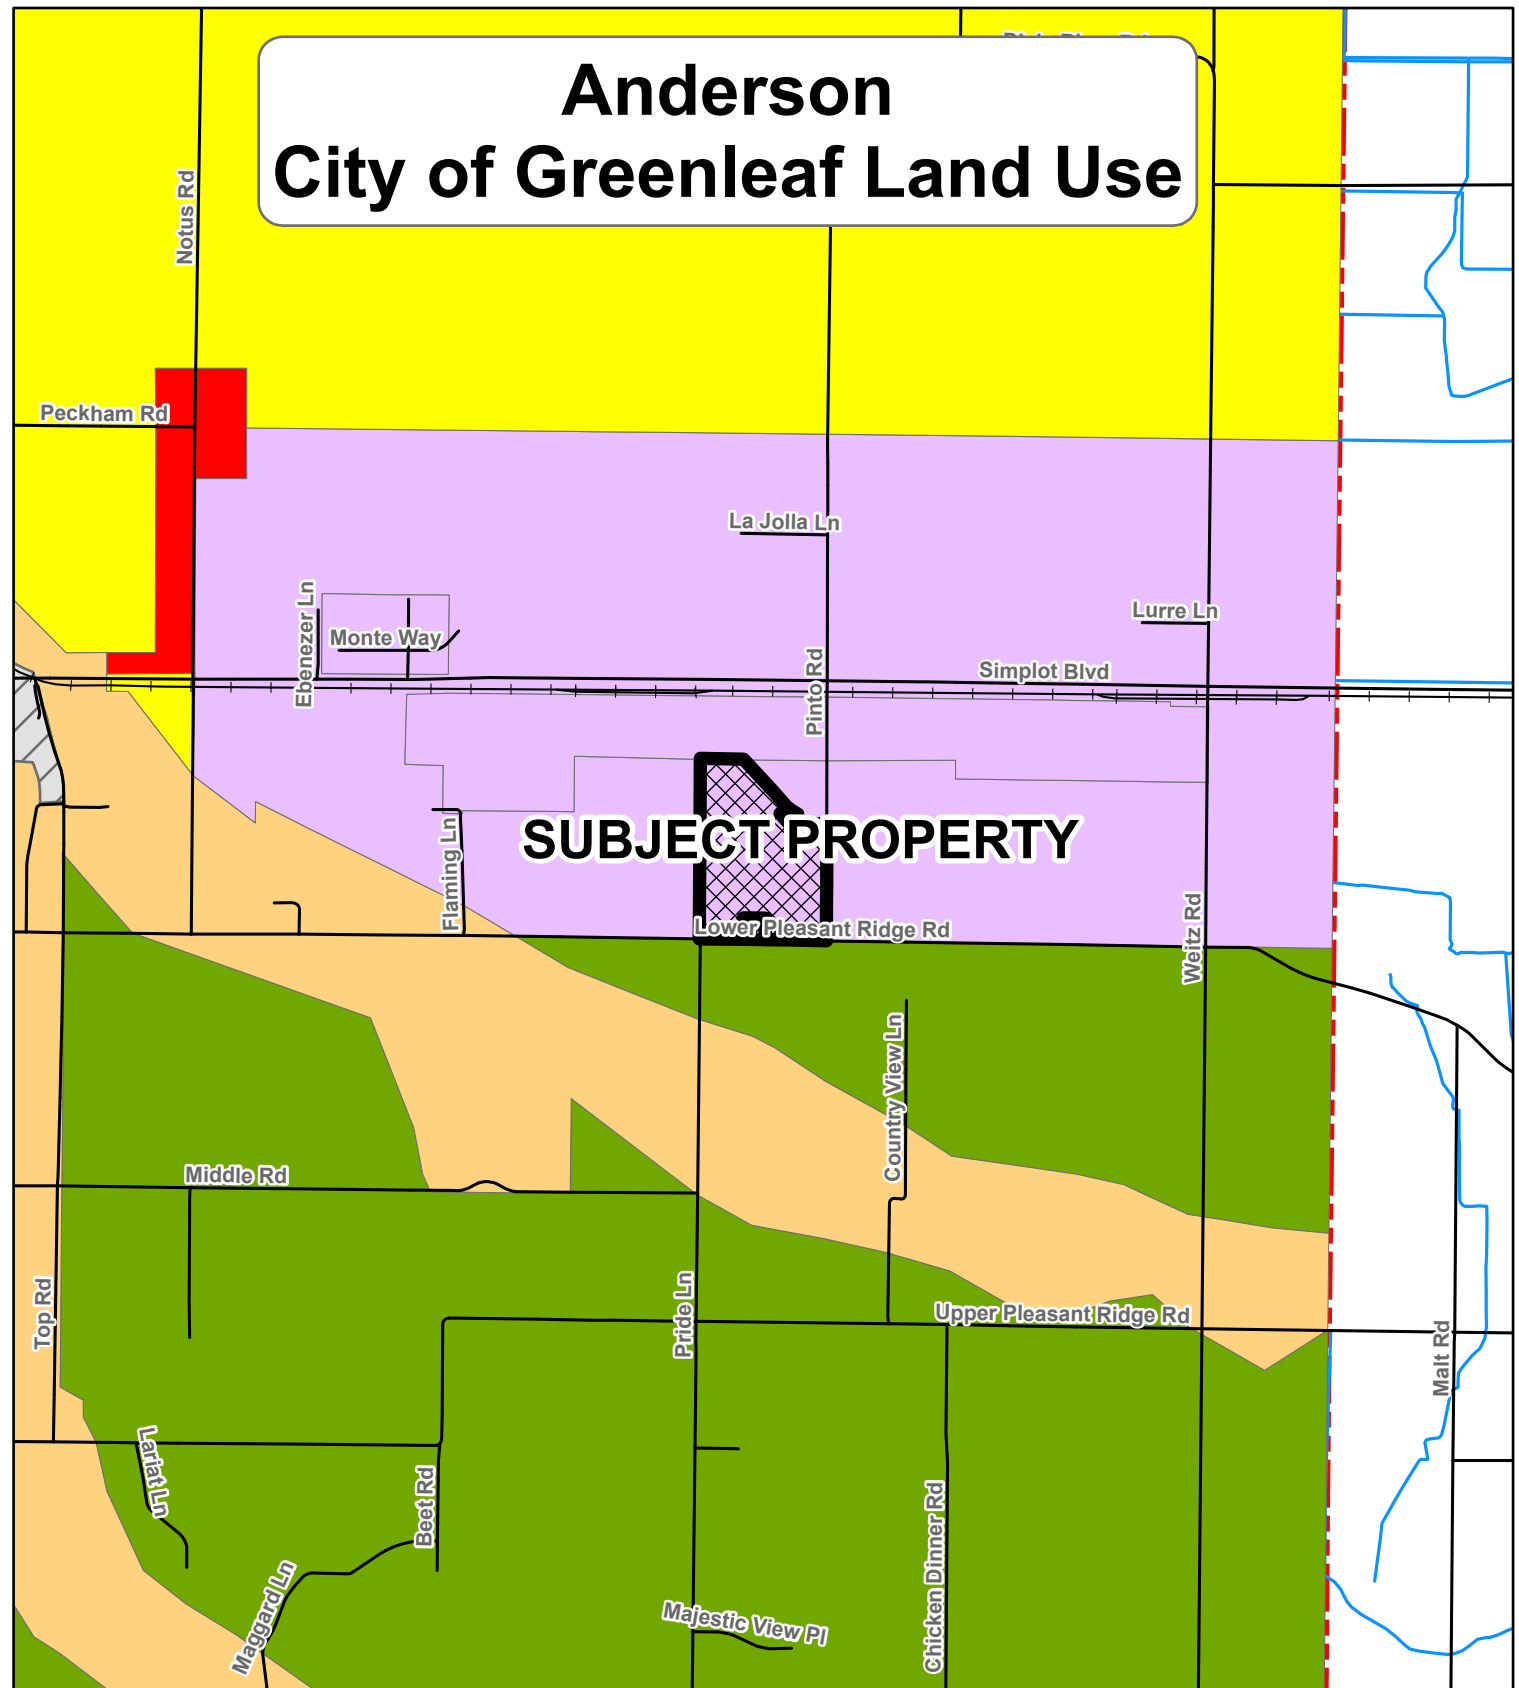 Anderson
City of Greenleaf Land Use
Notus Rd
Peckham Rd
La Jolla Ln
Ebenezer Ln
Monte Way
Lurre Ln
Pinto Rd
Simplot Blvd
SUBJECT PROPERTY
Flaming Ln
Lower Pleasant Ridge Rd
Weitz Rd
Country View Ln
Middle Rd
Top Rd
Pride Ln
Upper Pleasant Ridge Rd
Malt Rd
Lariat Ln
Beet Rd
Chicken Dinner Rd
Maggard Ln
Majestic View Pl